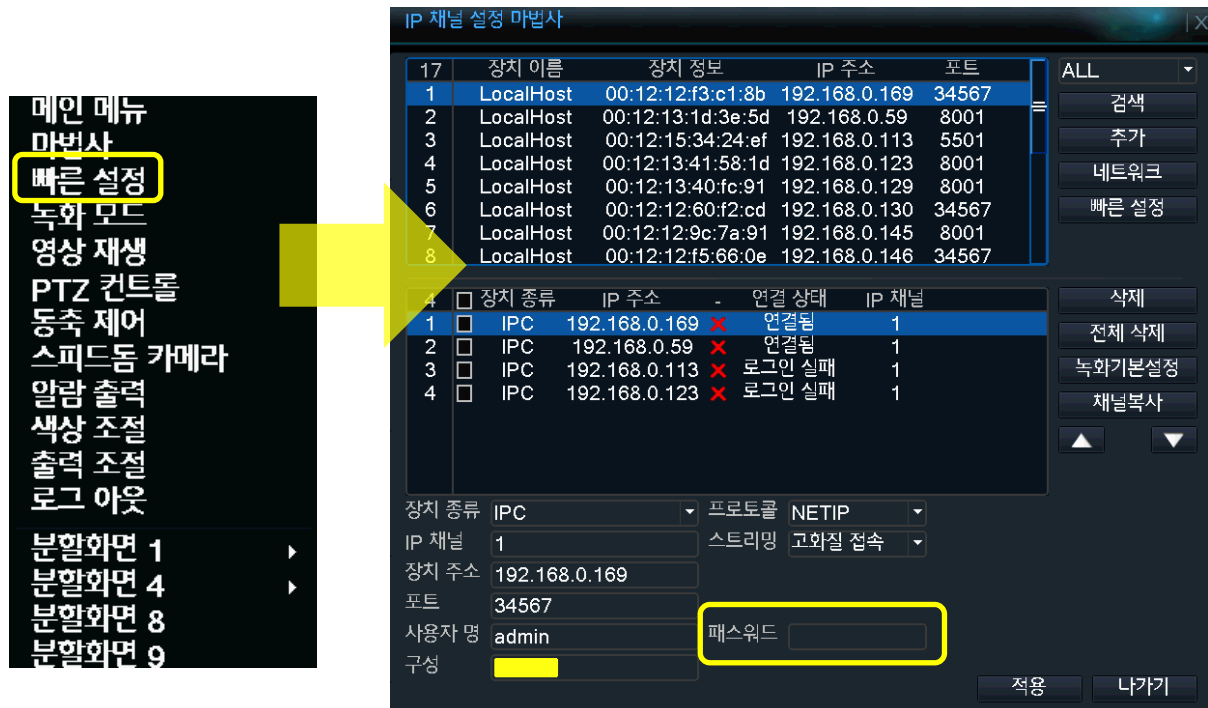 메인 메뉴
마법사
빠른 설정
녹화 모드
영상 재생
PTZ 컨트롤
동축 제어
스피드돔 카메라
알람 출력
색상 조절
출력 조절
로그 아웃
분할화면 1
분할화면 4
분할화면 8
분할화면 9
IP 채널 설정 마법사 X
17 장치 이름 장치 정보 IP 주소 포트
1 LocalHost 00:12:12:f3:c1:8b 192.168.0.169 34567
2 LocalHost 00:12:13:1d:3e:5d 192.168.0.59 8001
3 LocalHost 00:12:15:34:24:ef 192.168.0.113 5501
4 LocalHost 00:12:13:41:58:1d 192.168.0.123 8001
5 LocalHost 00:12:13:40:fc:91 192.168.0.129 8001
6 LocalHost 00:12:12:60:f2:cd 192.168.0.130 34567
7 LocalHost 00:12:12:9c:7a:91 192.168.0.145 8001
8 LocalHost 00:12:12:f5:66:0e 192.168.0.146 34567
ALL
검색
추가
네트워크
빠른 설정
4 장치 종류 IP 주소 - 연결 상태 IP 채널
1 IPC 192.168.0.169 연결됨 1
2 IPC 192.168.0.59 연결됨 1
3 IPC 192.168.0.113 로그인 실패 1
4 IPC 192.168.0.123 로그인 실패 1
삭제
전체 삭제
녹화기본설정
채널복사
장치 종류 IPC 프로토콜 NETIP
IP 채널 1 스트리밍 고화질 접속
장치 주소 192.168.0.169
포트 34567
사용자 명 admin 패스워드
구성
적용 나가기